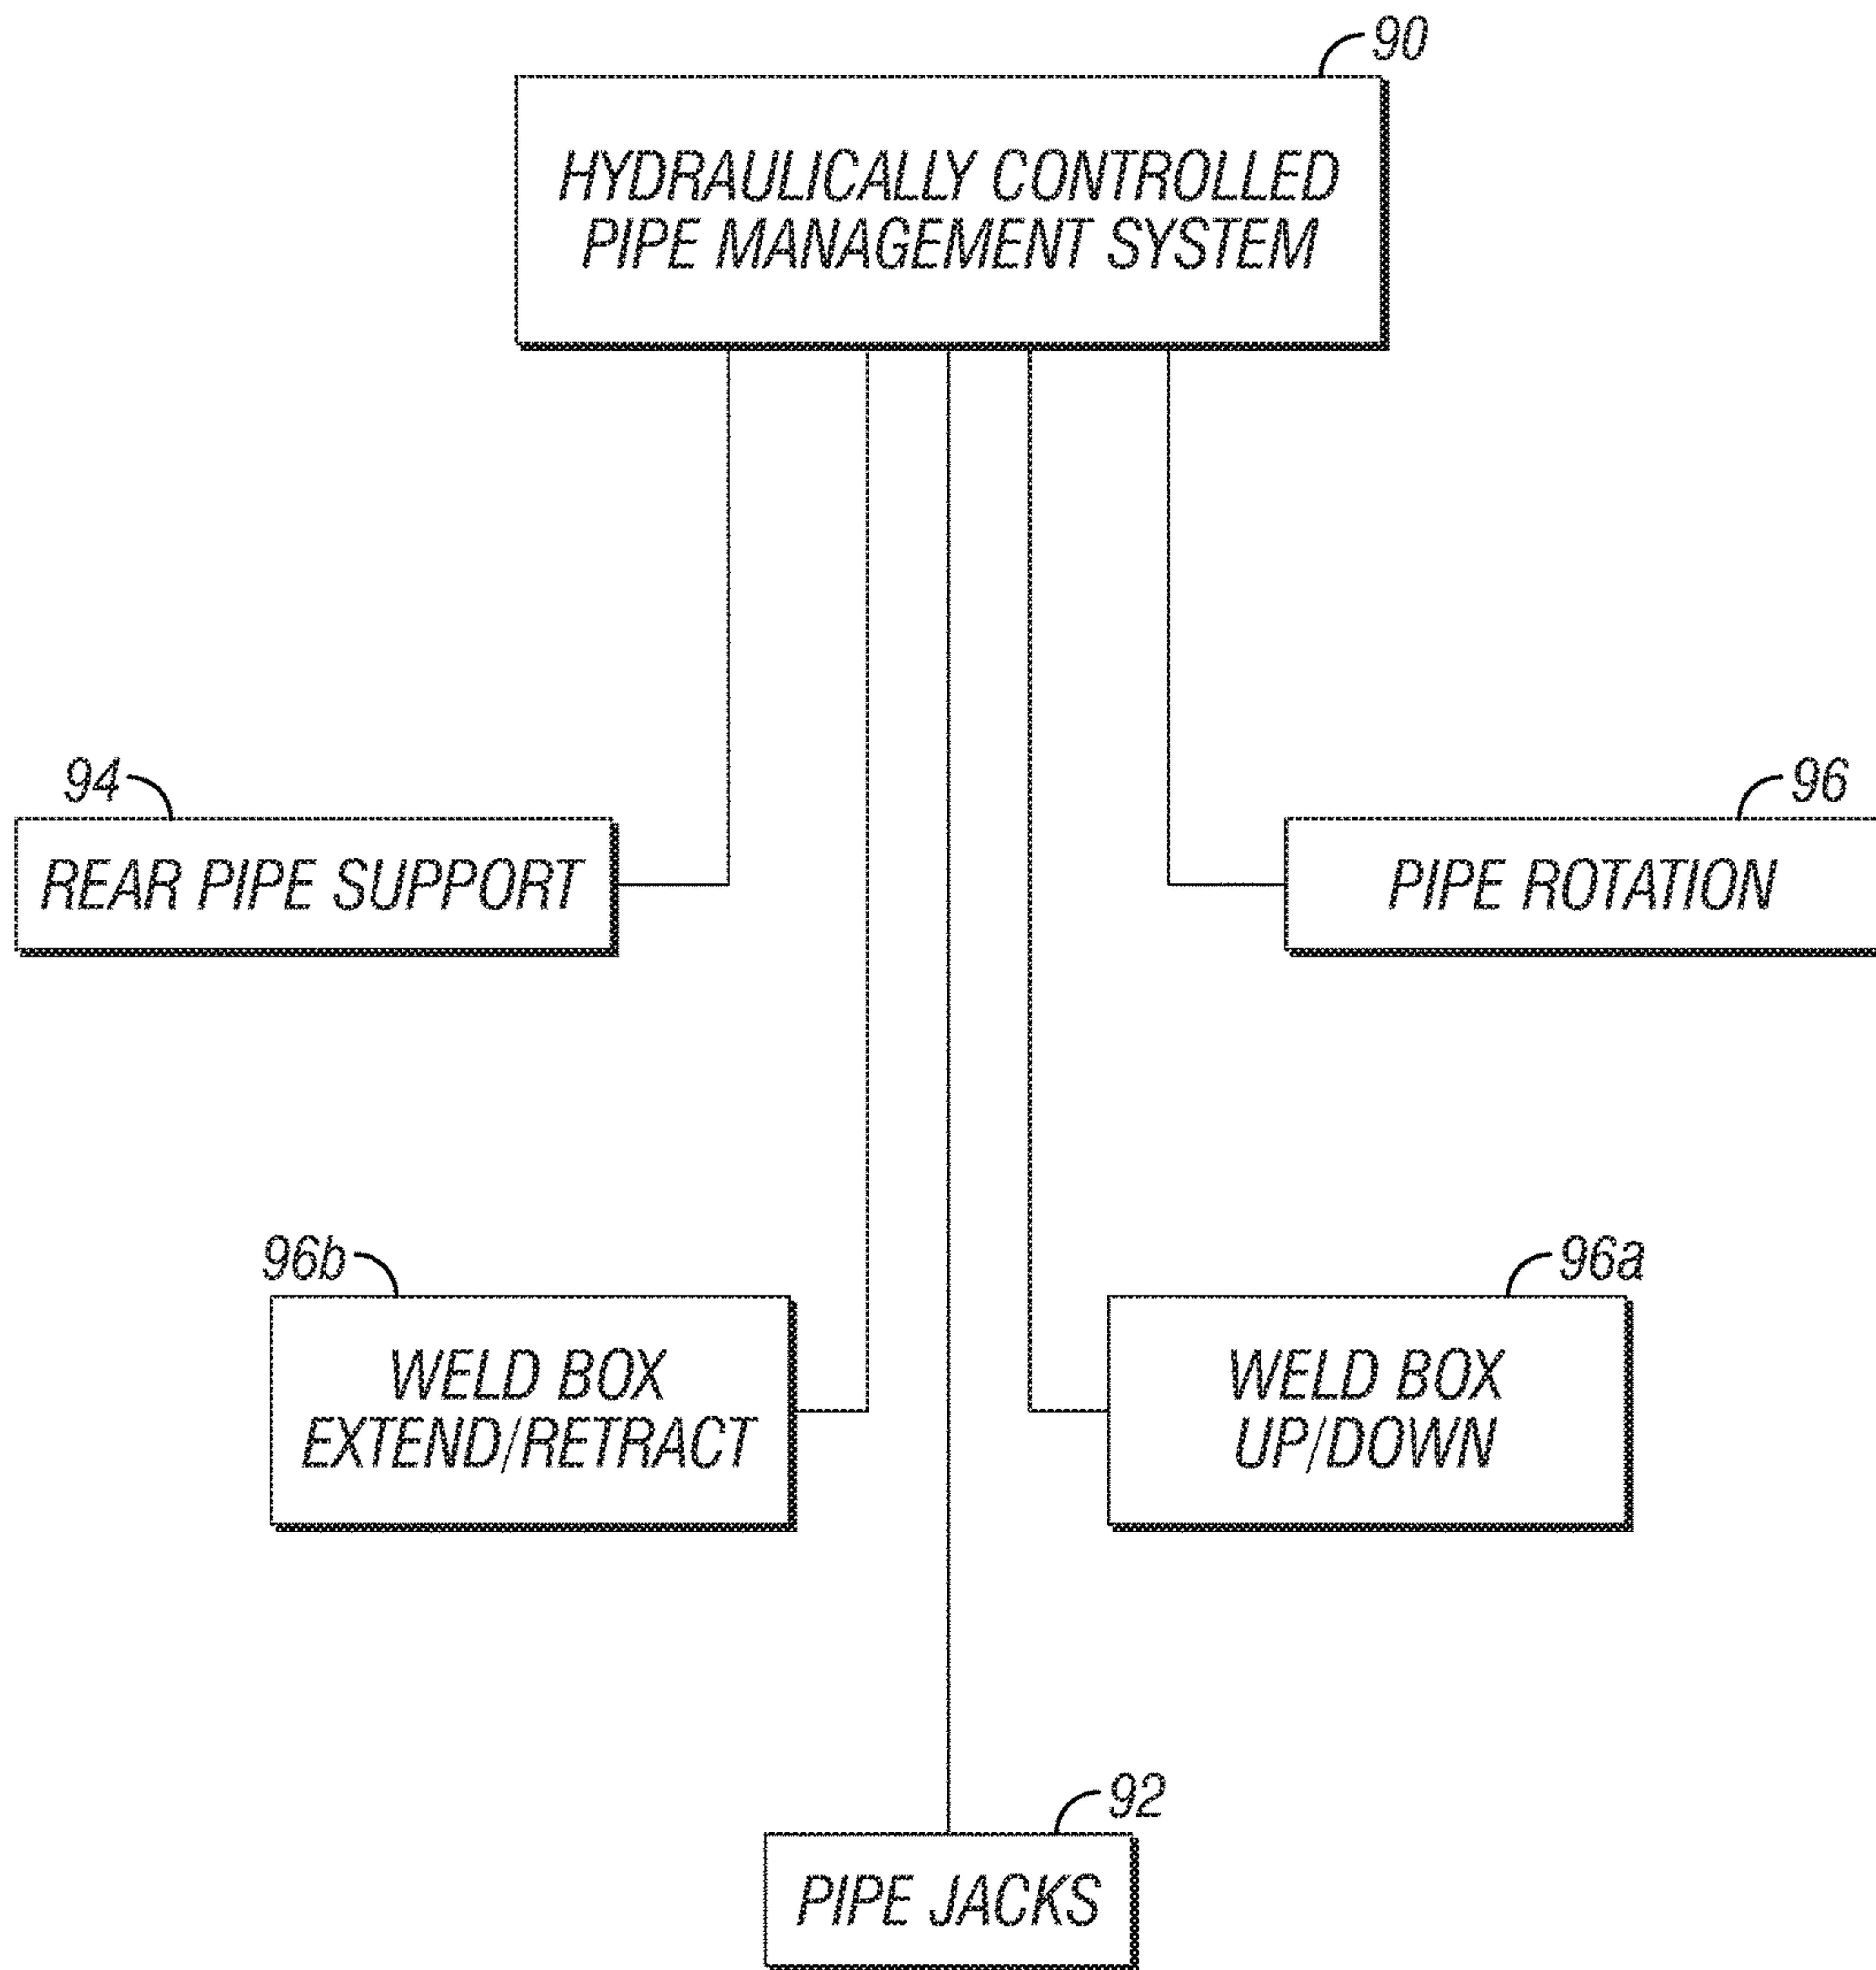 90
HYDRAULICALLY CONTROLLED
PIPE MANAGEMENT SYSTEM
94
REAR PIPE SUPPORT
96
PIPE ROTATION
96b
WELD BOX
EXTEND/RETRACT
96a
WELD BOX
UP/DOWN
92
PIPE JACKS